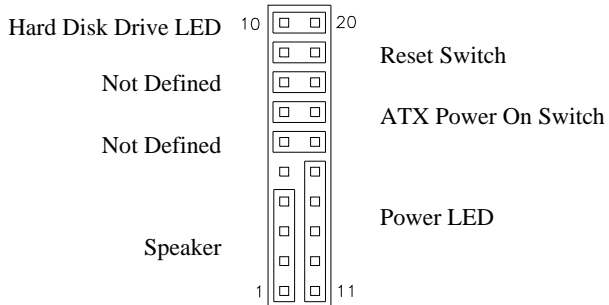 Hard Disk Drive LED
10
20
Reset Switch
Not Defined
ATX Power On Switch
Not Defined
Power LED
Speaker
1
11